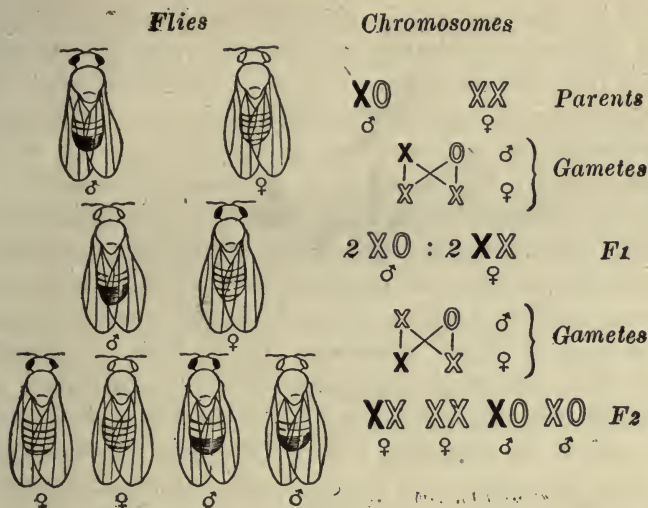 Flies Chromosomes
XO XX Parents
♂ ♀
♂ ♀
X O ♂
Gametes
X X ♀
2 XO : 2 XX F1
♂ ♀
♂ ♀
X O ♂
Gametes
X X ♀
XX XX XO XO F2
♀ ♀ ♂ ♂
♀ ♀ ♂ ♂